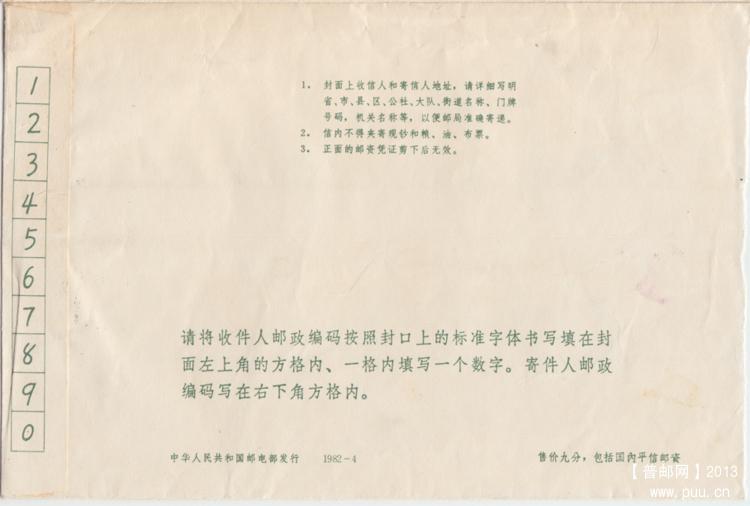 1
2
3
4
5
6
7
8
9
0
1. 封面上收信人和寄信人地址，请详细写明
省、市、县、区、公社、大队、街道名称、门牌
号码，机关名称等，以便邮局准确寄递。
2. 信内不得夹寄现钞和粮、油、布票。
3. 正面的邮资凭证剪下后无效。
请将收件人邮政编码按照封口上的标准字体书写填在封
面左上角的方格内、一格内填写一个数字。寄件人邮政
编码写在右下角方格内。
中华人民共和国邮电部发行 1982-4
售价九分，包括国内平信邮资
【普邮网】2013
www.puu.cn